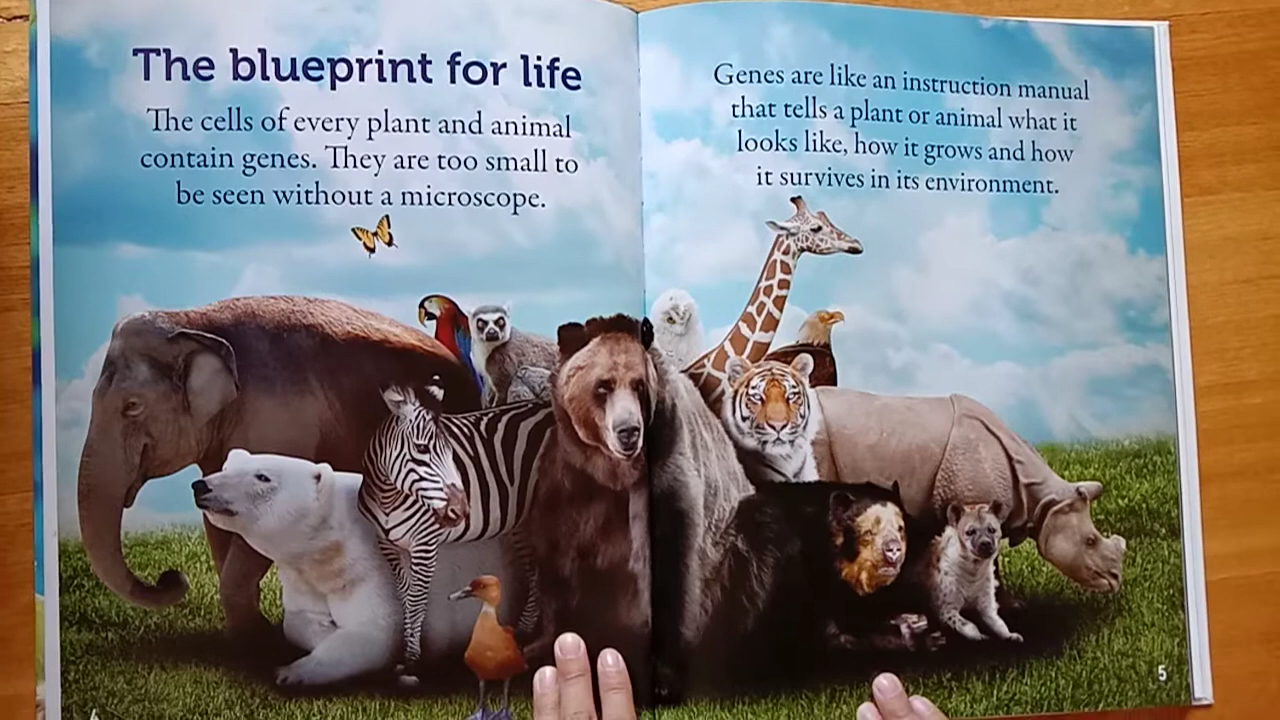 The blueprint for life
The cells of every plant and animal
contain genes. They are too small to
be seen without a microscope.
Genes are like an instruction manual
that tells a plant or animal what it
looks like, how it grows and how
it survives in its environment.
5